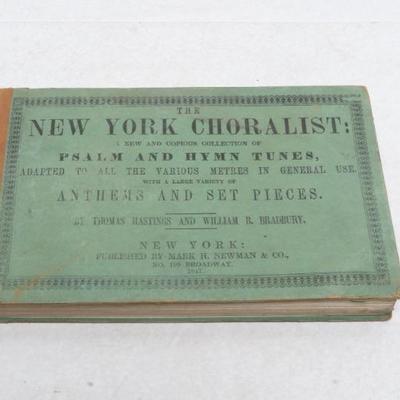 THE
NEW YORK CHORALIST:
A NEW AND COPIOUS COLLECTION OF
PSALM AND HYMN TUNES,
ADAPTED TO ALL THE VARIOUS METRES IN GENERAL USE,
WITH A LARGE VARIETY OF
ANTHEMS AND SET PIECES.
BY THOMAS HASTINGS AND WILLIAM B. BRADBURY.
NEW YORK:
PUBLISHED BY MARK H. NEWMAN & CO.,
NO. 199 BROADWAY.
1847.